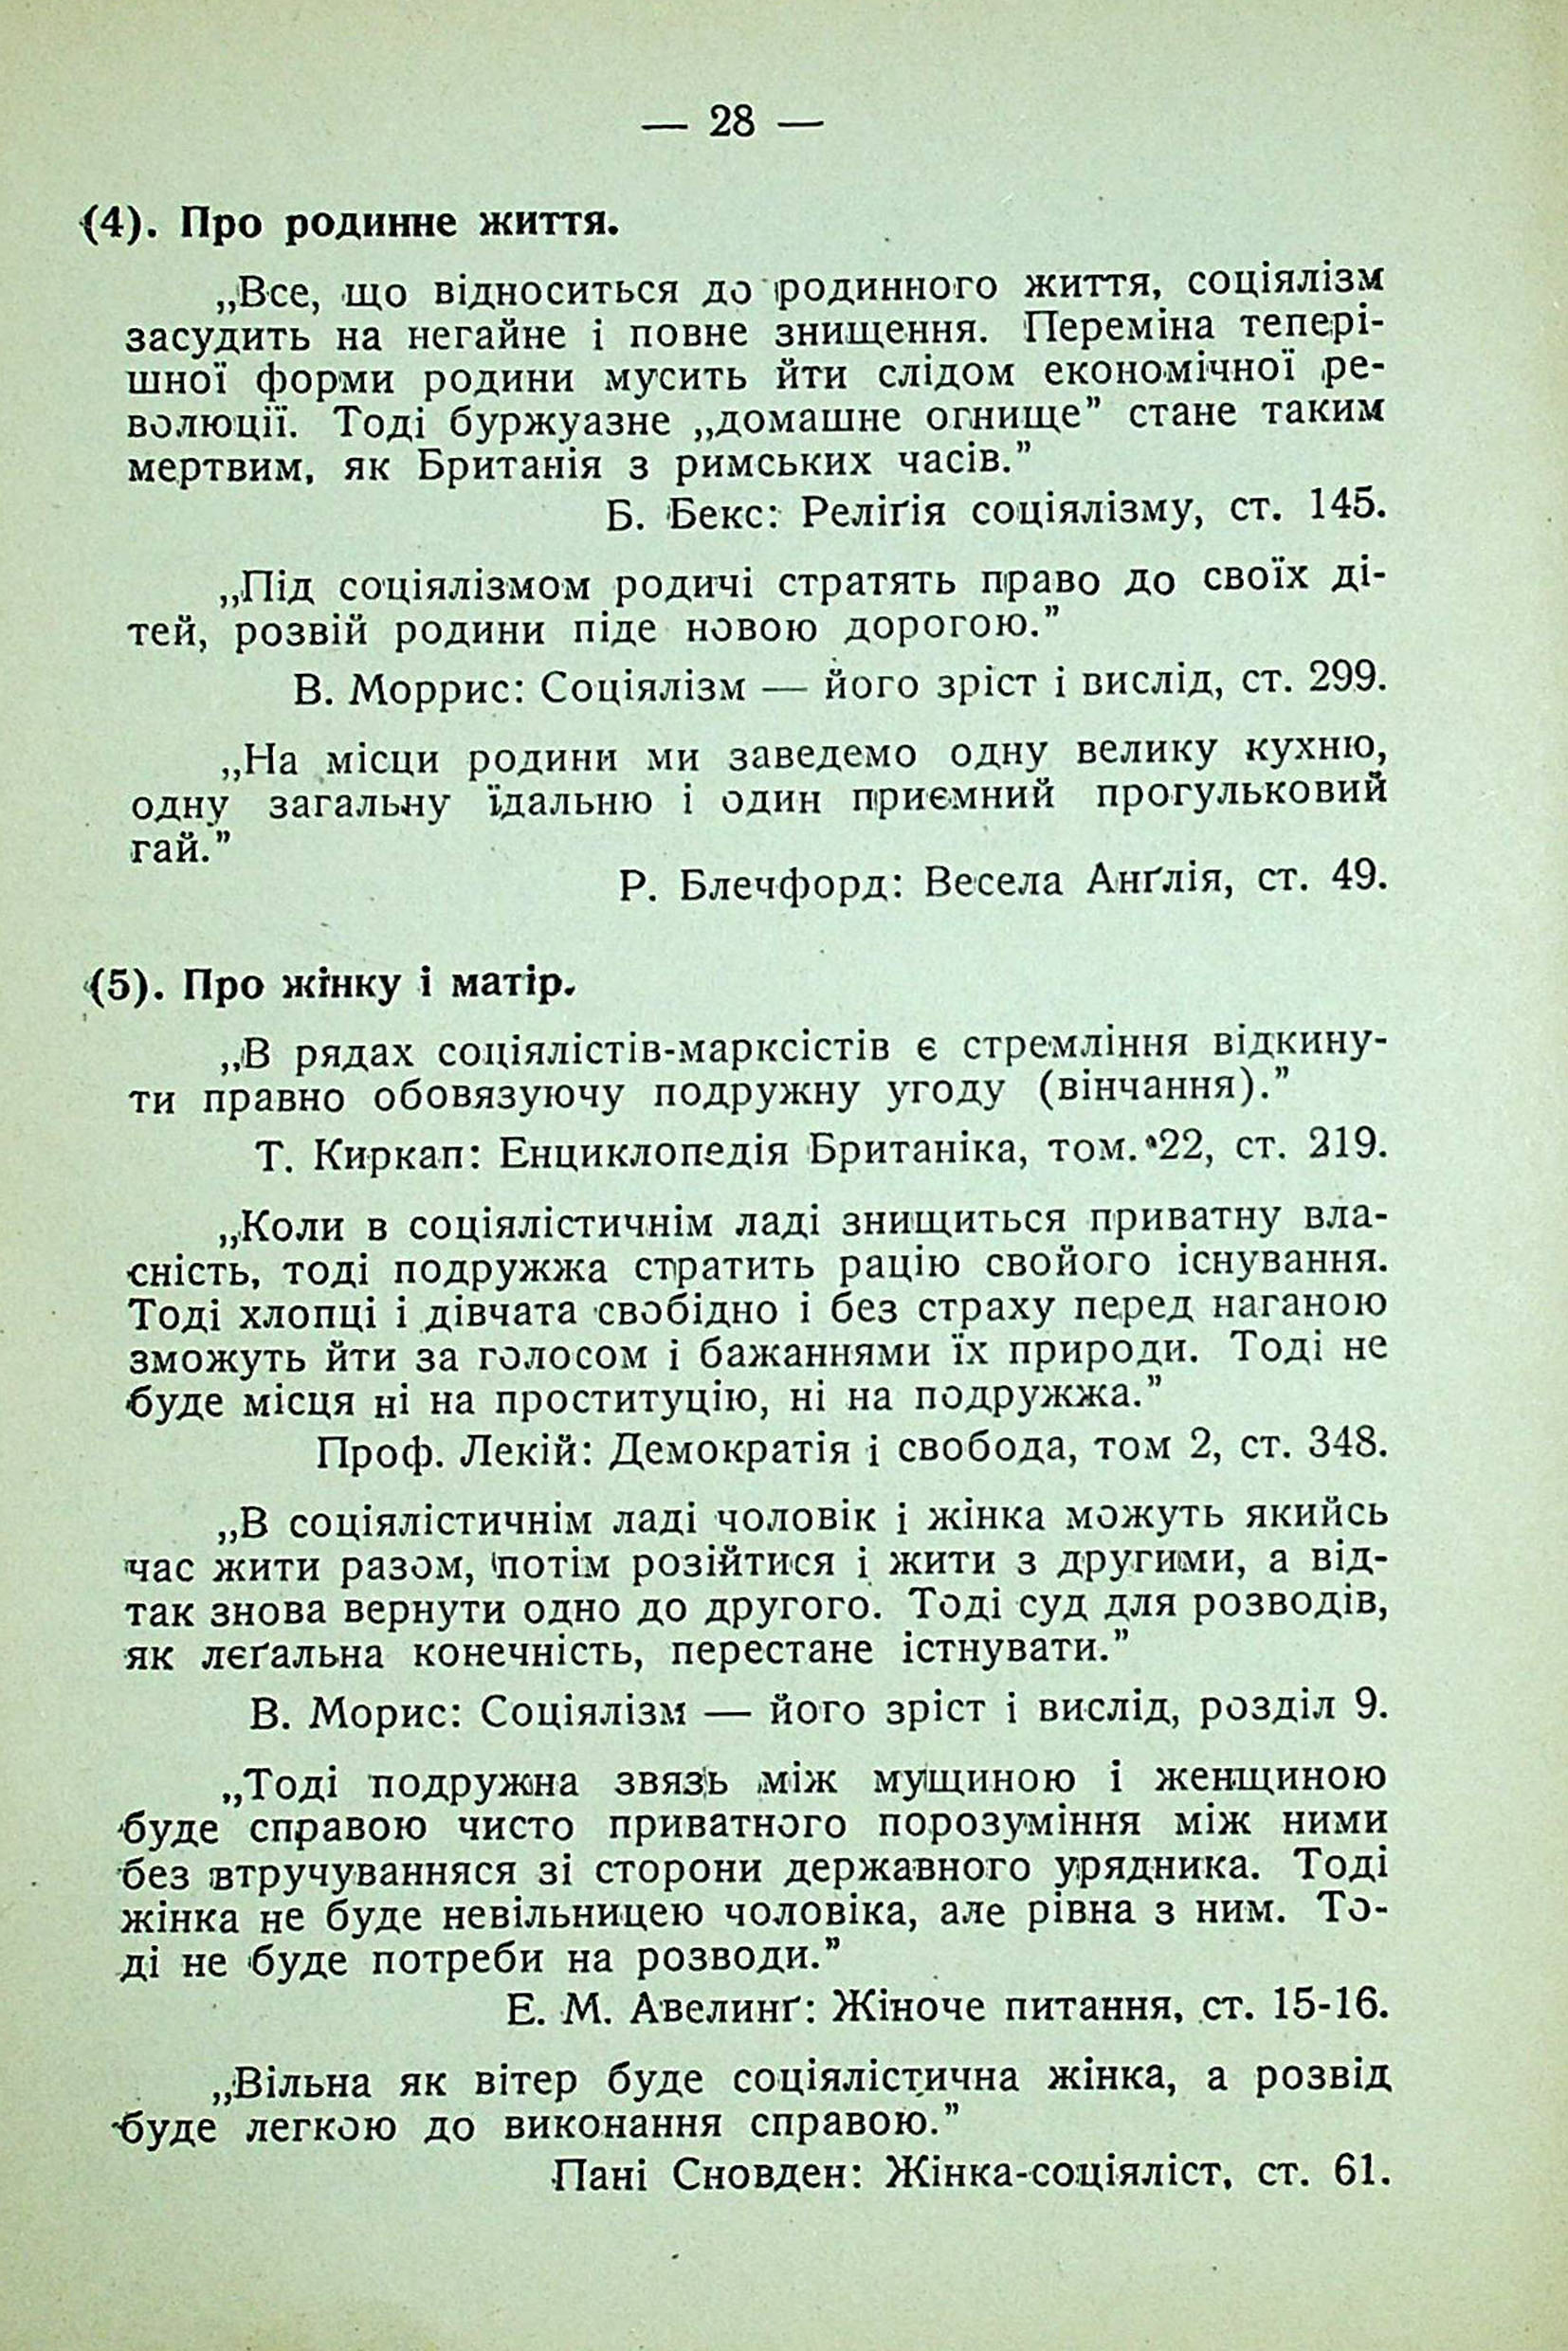 — 28 —
(4). Про родинне життя.
„Все, що відноситься до родинного життя, соціялізм
засудить на негайне і повне знищення. Переміна тепері-
шної форми родини мусить йти слідом економічної ре-
волюції. Тоді буржуазне „домашне огнище” стане таким
мертвим, як Британія з римських часів.”
Б. Бекс: Реліґія соціялізму, ст. 145.
„Під соціялізмом родичі стратять право до своїх ді-
тей, розвій родини піде новою дорогою.”
В. Моррис: Соціялізм — його зріст і вислід, ст. 299.
„На місци родини ми заведемо одну велику кухню,
одну загальну їдальню і один приємний прогульковий
гай.”
Р. Блечфорд: Весела Анґлія, ст. 49.
(5). Про жінку і матір.
„В рядах соціялістів-марксістів є стремління відкину-
ти правно обовязуючу подружну угоду (вінчання).”
Т. Киркап: Енциклопедія Британіка, том. 22, ст. 219.
„Коли в соціялістичнім ладі знищиться приватну вла-
сність, тоді подружжа стратить рацію свойого існування.
Тоді хлопці і дівчата свобідно і без страху перед наганою
зможуть йти за голосом і бажаннями їх природи. Тоді не
буде місця ні на проституцію, ні на подружжа.”
Проф. Лекій: Демократія і свобода, том 2, ст. 348.
„В соціялістичнім ладі чоловік і жінка можуть якийсь
час жити разом, потім розійтися і жити з другими, а від-
так знова вернути одно до другого. Тоді суд для розводів,
як лєґальна конечність, перестане істнувати.”
В. Морис: Соціялізм — його зріст і вислід, розділ 9.
„Тоді подружна звязь між мущиною і женщиною
буде справою чисто приватного порозуміння між ними
без втручуванняся зі сторони державного урядника. Тоді
жінка не буде невільницею чоловіка, але рівна з ним. То-
ді не буде потреби на розводи.”
Е. М. Авелинґ: Жіноче питання, ст. 15-16.
„Вільна як вітер буде соціялістична жінка, а розвід
буде легкою до виконання справою.”
Пані Сновден: Жінка-соціяліст, ст. 61.